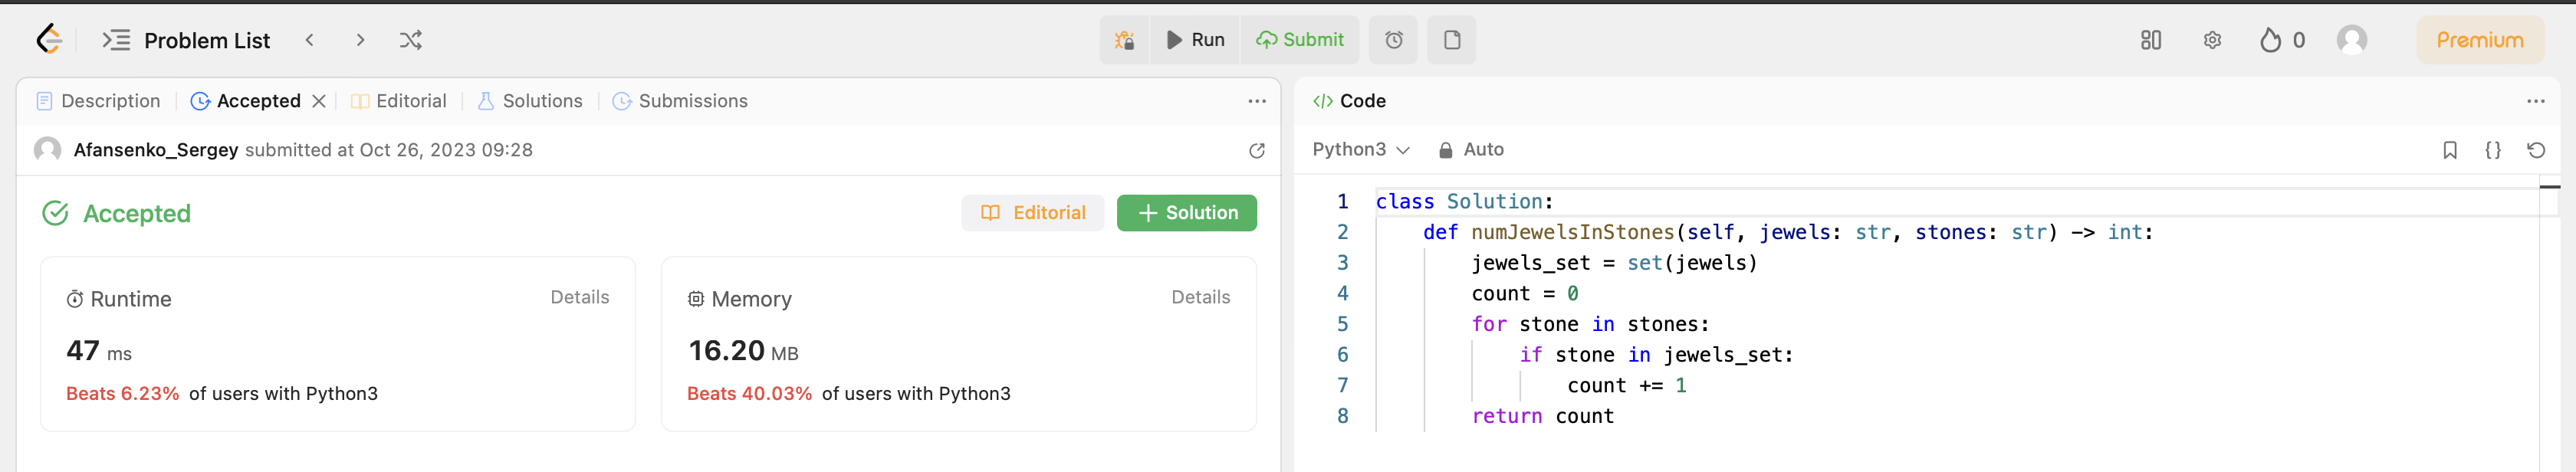 Problem List
Run
Submit
0
Premium
Description
Accepted
Editorial
Solutions
Submissions
Afansenko_Sergey submitted at Oct 26, 2023 09:28
Accepted
Editorial
Solution
Runtime
Details
47 ms
Beats 6.23% of users with Python3
Memory
Details
16.20 MB
Beats 40.03% of users with Python3
</> Code
Python3
Auto
{}
1 class Solution:
2 def numJewelsInStones(self, jewels: str, stones: str) -> int:
3 jewels_set = set(jewels)
4 count = 0
5 for stone in stones:
6 if stone in jewels_set:
7 count += 1
8 return count